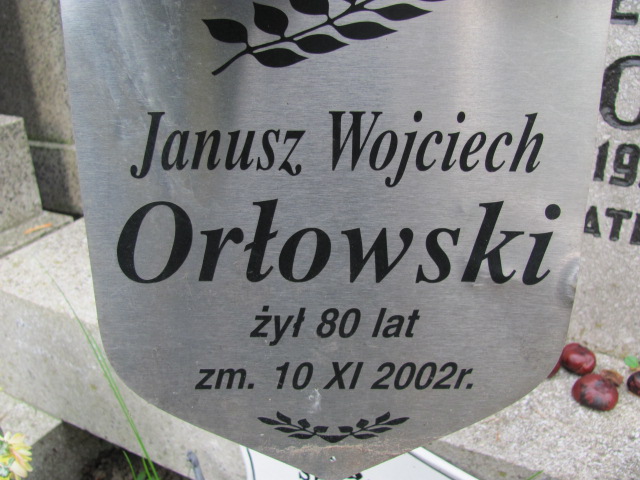 Janusz Wojciech
Orłowski
żył 80 lat
zm. 10 XI 2002r.